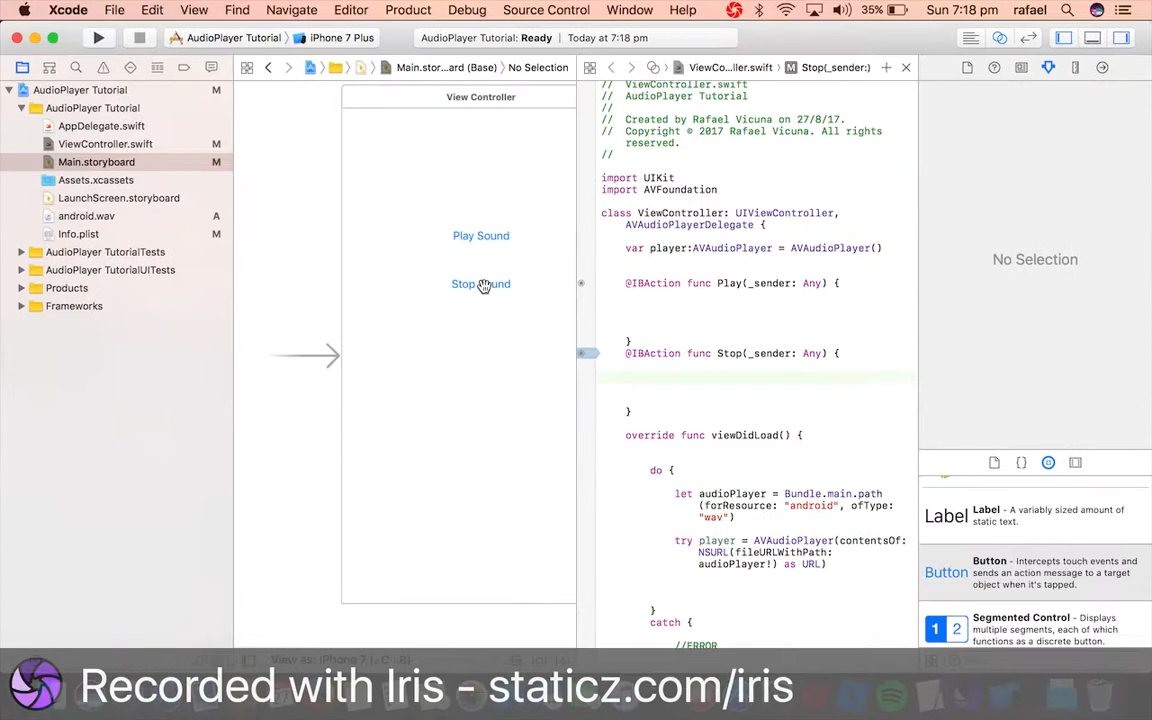 Xcode File Edit View Find Navigate Editor Product Debug Source Control Window Help 35% Sun 7:18 pm rafael
AudioPlayer Tutorial iPhone 7 Plus AudioPlayer Tutorial: Ready Today at 7:18 pm
Main.stor...ard (Base) No Selection ViewCo...ller.swift M Stop(_sender:)
AudioPlayer Tutorial M
AudioPlayer Tutorial
AppDelegate.swift
ViewController.swift M
Main.storyboard M
Assets.xcassets
LaunchScreen.storyboard
android.wav A
Info.plist M
AudioPlayer TutorialTests
AudioPlayer TutorialUITests
Products
Frameworks
View Controller
Play Sound
Stop
// ViewController.swift
// AudioPlayer Tutorial
//
// Created by Rafael Vicuna on 27/8/17.
// Copyright © 2017 Rafael Vicuna. All rights
reserved.
//
import UIKit
import AVFoundation
class ViewController: UIViewController,
AVAudioPlayerDelegate {
var player:AVAudioPlayer = AVAudioPlayer()
@IBAction func Play(_sender: Any) {
}
@IBAction func Stop(_sender: Any) {
}
override func viewDidLoad() {
do {
let audioPlayer = Bundle.main.path
(forResource: "android", ofType:
"wav")
try player = AVAudioPlayer(contentsOf:
NSURL(fileURLWithPath:
audioPlayer!) as URL)
}
catch {
//ERROR
No Selection
Label Label - A variably sized amount of
static text.
Button Button - Intercepts touch events and
sends an action message to a target
object when it's tapped.
1 2 Segmented Control - Displays
multiple segments, each of which
functions as a discrete button.
View as: iPhone 7
Recorded with Iris - staticz.com/iris